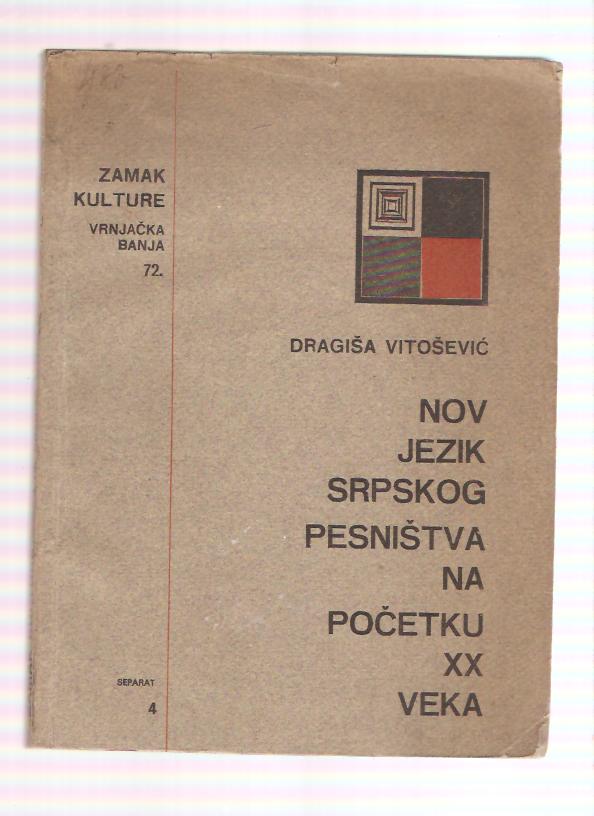 ZAMAK
KULTURE
VRNJAČKA
BANJA
72.
DRAGIŠA VITOŠEVIĆ
NOV
JEZIK
SRPSKOG
PESNIŠTVA
NA
POČETKU
XX
VEKA
SEPARAT
4